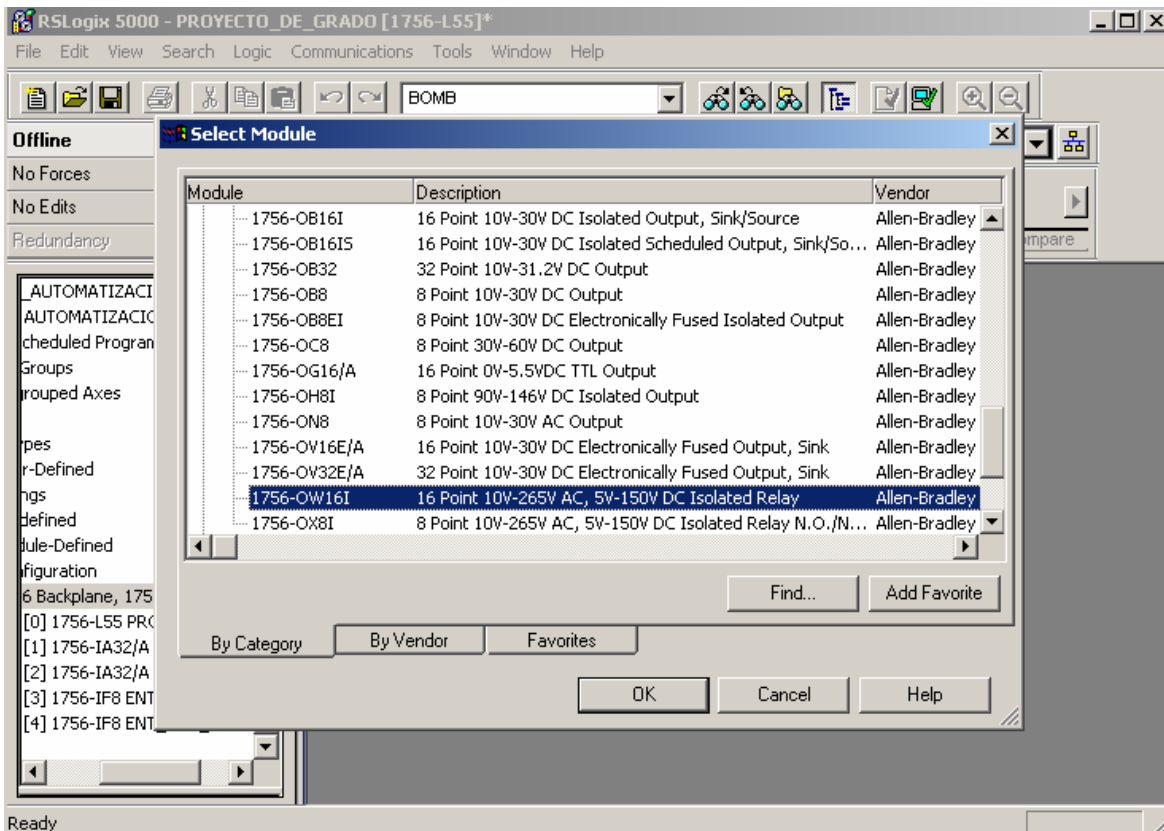 RSLogix 5000 - PROYECTO_DE_GRADO [1756-L55]*
File Edit View Search Logic Communications Tools Window Help
BOMB
Offline
No Forces
No Edits
Redundancy
Select Module
Module Description Vendor
1756-OB16I 16 Point 10V-30V DC Isolated Output, Sink/Source Allen-Bradley
1756-OB16IS 16 Point 10V-30V DC Isolated Scheduled Output, Sink/So... Allen-Bradley
1756-OB32 32 Point 10V-31.2V DC Output Allen-Bradley
1756-OB8 8 Point 10V-30V DC Output Allen-Bradley
1756-OB8EI 8 Point 10V-30V DC Electronically Fused Isolated Output Allen-Bradley
1756-OC8 8 Point 30V-60V DC Output Allen-Bradley
1756-OG16/A 16 Point 0V-5.5VDC TTL Output Allen-Bradley
1756-OH8I 8 Point 90V-146V DC Isolated Output Allen-Bradley
1756-ON8 8 Point 10V-30V AC Output Allen-Bradley
1756-OV16E/A 16 Point 10V-30V DC Electronically Fused Output, Sink Allen-Bradley
1756-OV32E/A 32 Point 10V-30V DC Electronically Fused Output, Sink Allen-Bradley
1756-OW16I 16 Point 10V-265V AC, 5V-150V DC Isolated Relay Allen-Bradley
1756-OX8I 8 Point 10V-265V AC, 5V-150V DC Isolated Relay N.O./N... Allen-Bradley
Find... Add Favorite
By Category By Vendor Favorites
OK Cancel Help
ompare
_AUTOMATIZACI
AUTOMATIZACIO
cheduled Program
Groups
rouped Axes
pes
r-Defined
ngs
defined
dule-Defined
figuration
6 Backplane, 175
[0] 1756-L55 PRO
[1] 1756-IA32/A
[2] 1756-IA32/A
[3] 1756-IF8 ENT
[4] 1756-IF8 ENT
Ready